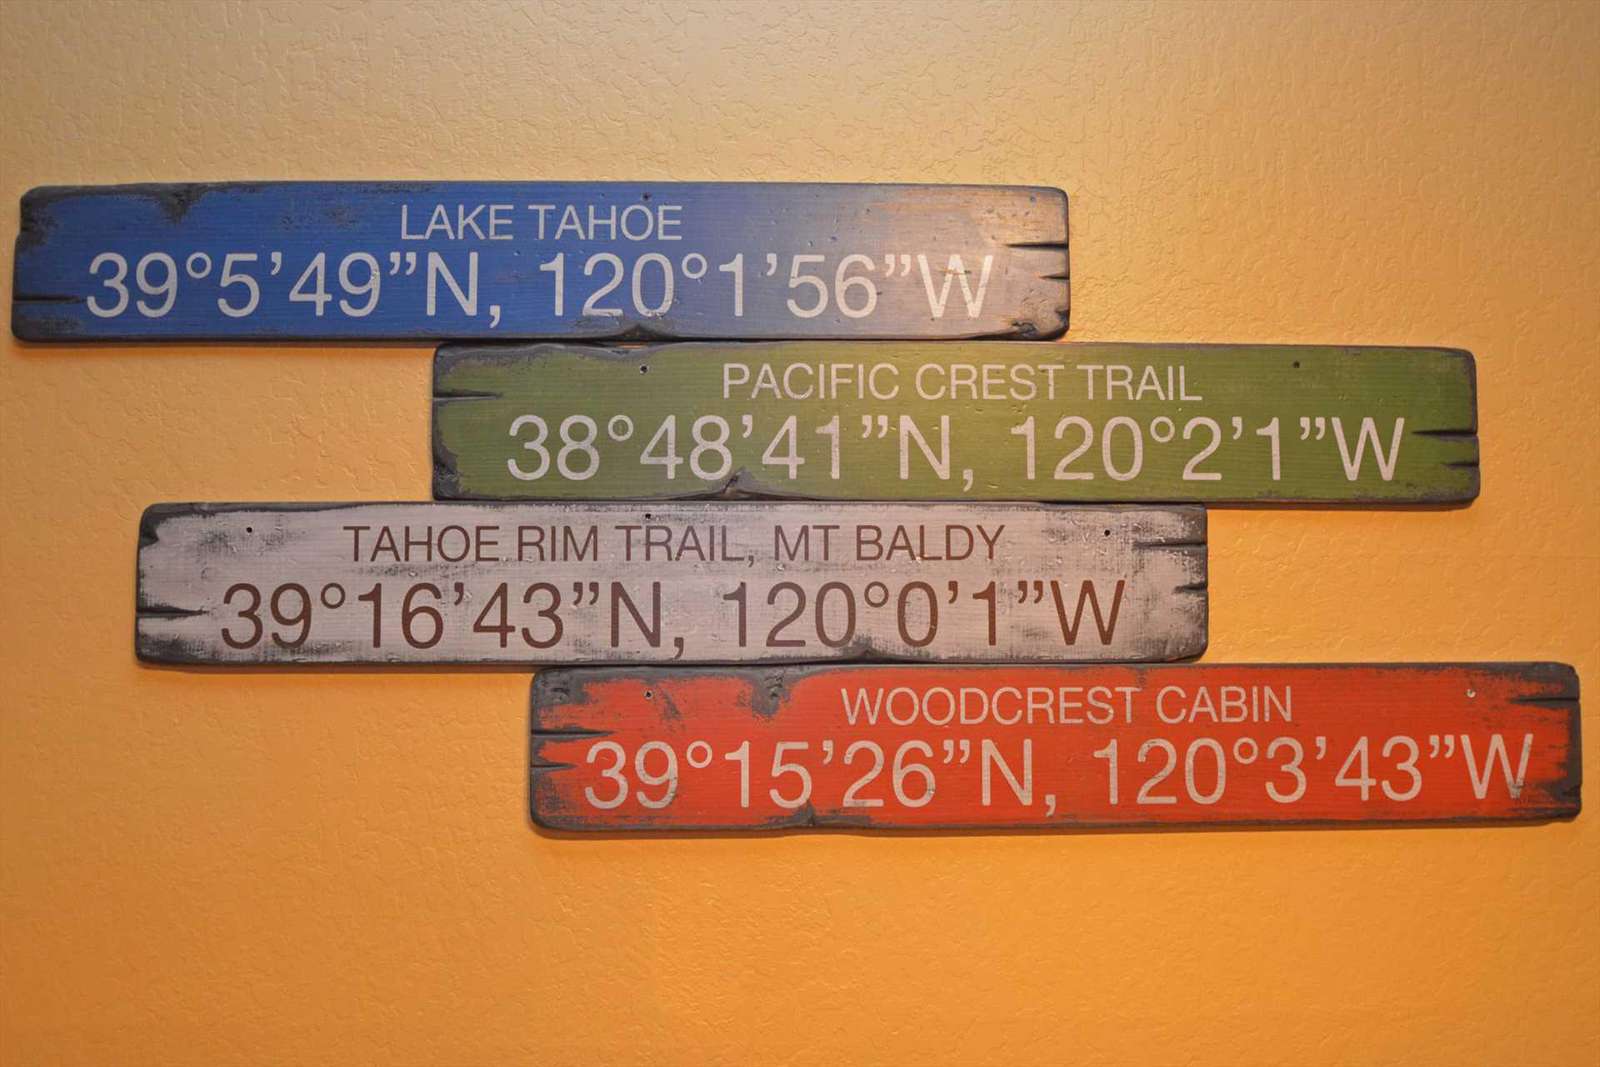 LAKE TAHOE
39°5’49”N, 120°1’56”W
PACIFIC CREST TRAIL
38°48’41”N, 120°2’1”W
TAHOE RIM TRAIL, MT BALDY
39°16’43”N, 120°0’1”W
WOODCREST CABIN
39°15’26”N, 120°3’43”W